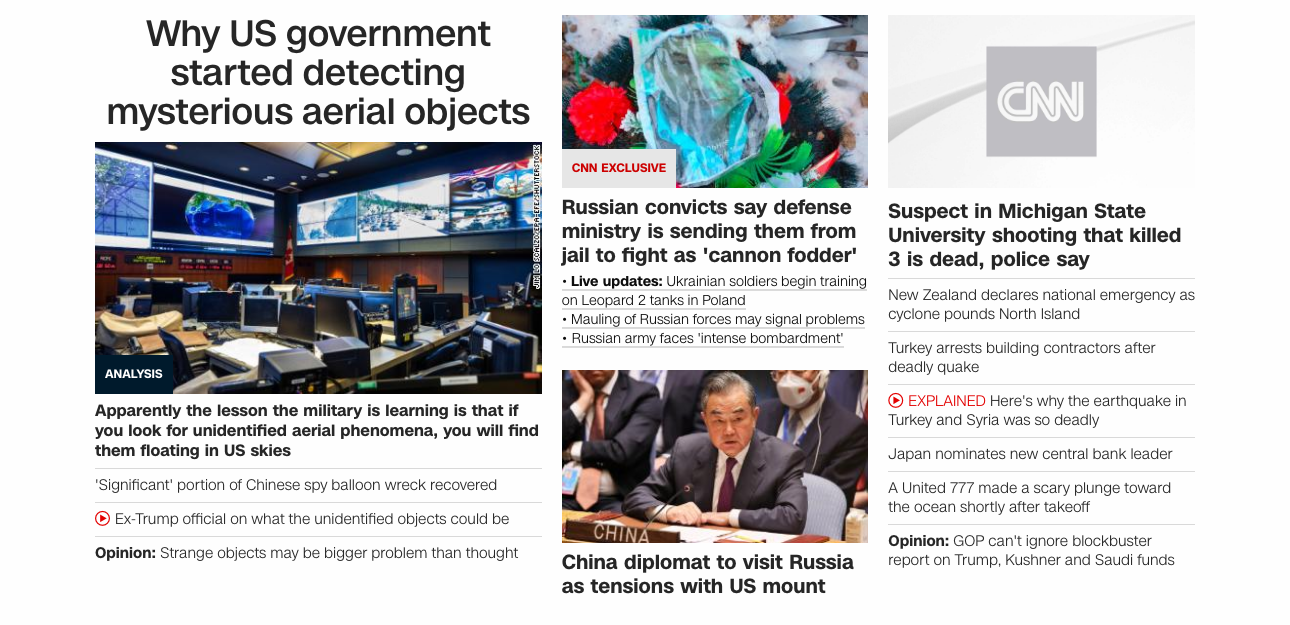 Why US government
started detecting
mysterious aerial objects
JIM LO SCALZO/EPA-EFE/SHUTTERSTOCK
ANALYSIS
Apparently the lesson the military is learning is that if
you look for unidentified aerial phenomena, you will find
them floating in US skies
'Significant' portion of Chinese spy balloon wreck recovered
Ex-Trump official on what the unidentified objects could be
Opinion: Strange objects may be bigger problem than thought
CNN EXCLUSIVE
Russian convicts say defense
ministry is sending them from
jail to fight as 'cannon fodder'
• Live updates: Ukrainian soldiers begin training
on Leopard 2 tanks in Poland
• Mauling of Russian forces may signal problems
• Russian army faces 'intense bombardment'
CHINA
China diplomat to visit Russia
as tensions with US mount
CNN
Suspect in Michigan State
University shooting that killed
3 is dead, police say
New Zealand declares national emergency as
cyclone pounds North Island
Turkey arrests building contractors after
deadly quake
EXPLAINED Here's why the earthquake in
Turkey and Syria was so deadly
Japan nominates new central bank leader
A United 777 made a scary plunge toward
the ocean shortly after takeoff
Opinion: GOP can't ignore blockbuster
report on Trump, Kushner and Saudi funds